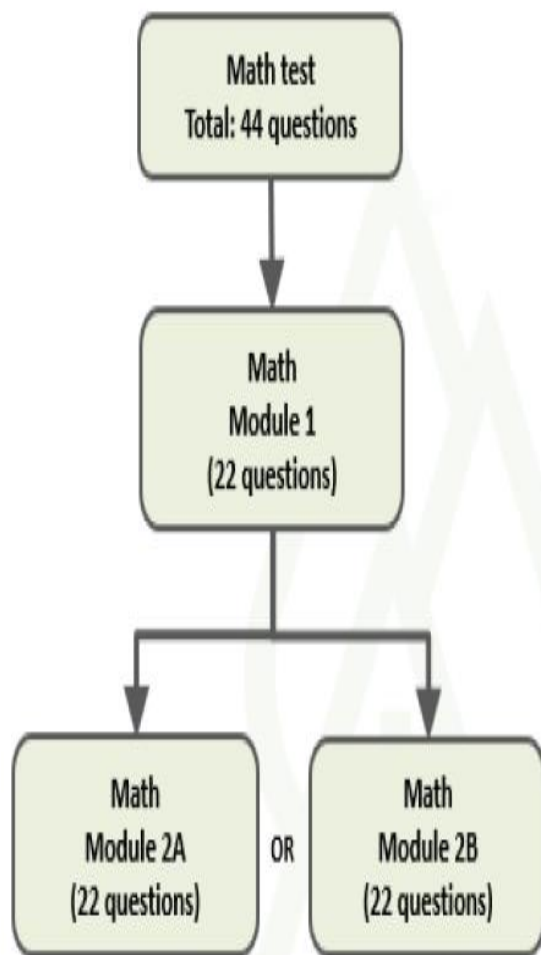 Math test
Total: 44 questions
Math
Module 1
(22 questions)
Math
Module 2A
(22 questions)
OR
Math
Module 2B
(22 questions)